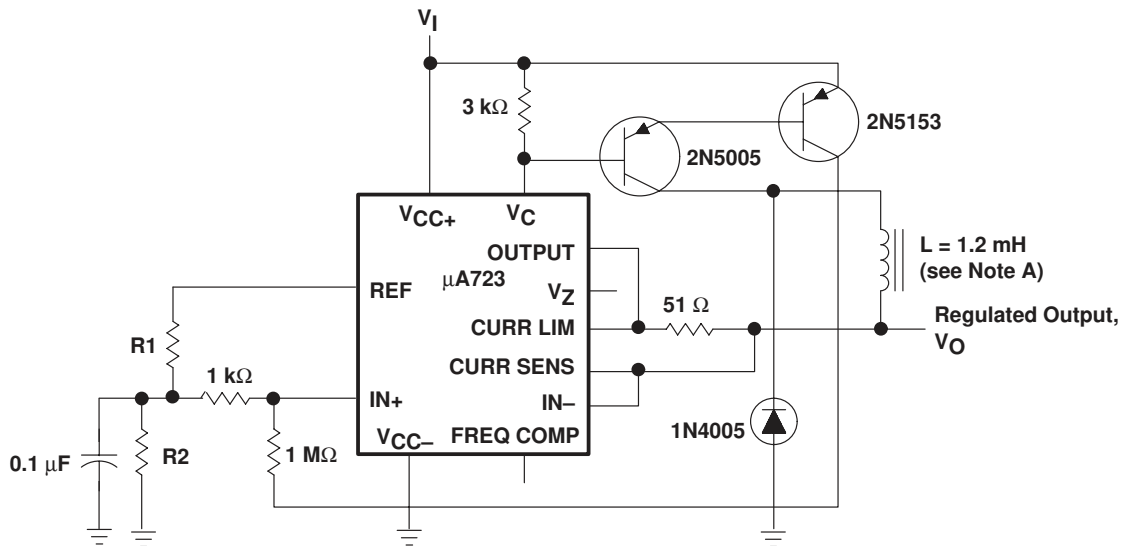 VI
3 kΩ
2N5153
2N5005
VCC+
VC
OUTPUT
μA723
REF
VZ
L = 1.2 mH
(see Note A)
51 Ω
Regulated Output,
VO
CURR LIM
R1
CURR SENS
1 kΩ
IN+
IN–
1N4005
VCC–
FREQ COMP
0.1 μF
R2
1 MΩ